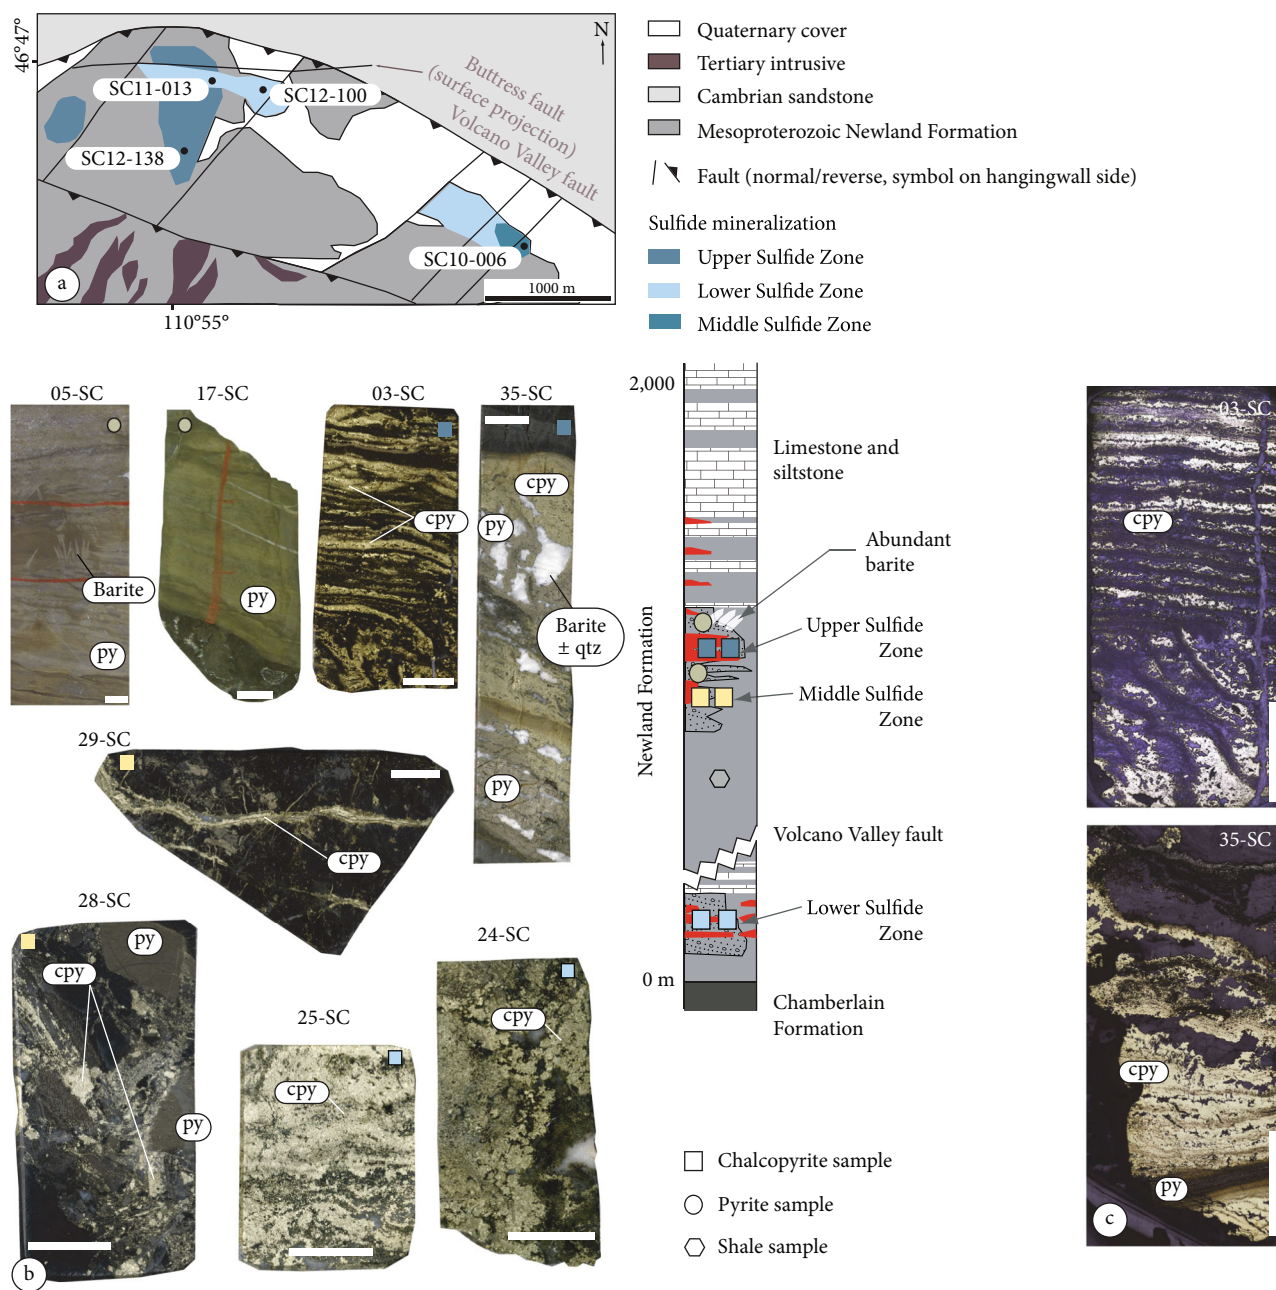 46°47'
N
SC11-013
SC12-100
SC12-138
SC10-006
Buttress fault
(surface projection)
Volcano Valley fault
a
1000 m
110°55°
Quaternary cover
Tertiary intrusive
Cambrian sandstone
Mesoproterozoic Newland Formation
Fault (normal/reverse, symbol on hangingwall side)
Sulfide mineralization
Upper Sulfide Zone
Lower Sulfide Zone
Middle Sulfide Zone
05-SC
Barite
py
17-SC
py
03-SC
cpy
35-SC
cpy
py
Barite
± qtz
py
29-SC
cpy
28-SC
py
cpy
py
25-SC
cpy
24-SC
cpy
b
2,000
Newland Formation
0 m
Limestone and
siltstone
Abundant
barite
Upper Sulfide
Zone
Middle Sulfide
Zone
Volcano Valley fault
Lower Sulfide
Zone
Chamberlain
Formation
Chalcopyrite sample
Pyrite sample
Shale sample
03-SC
cpy
35-SC
cpy
py
c